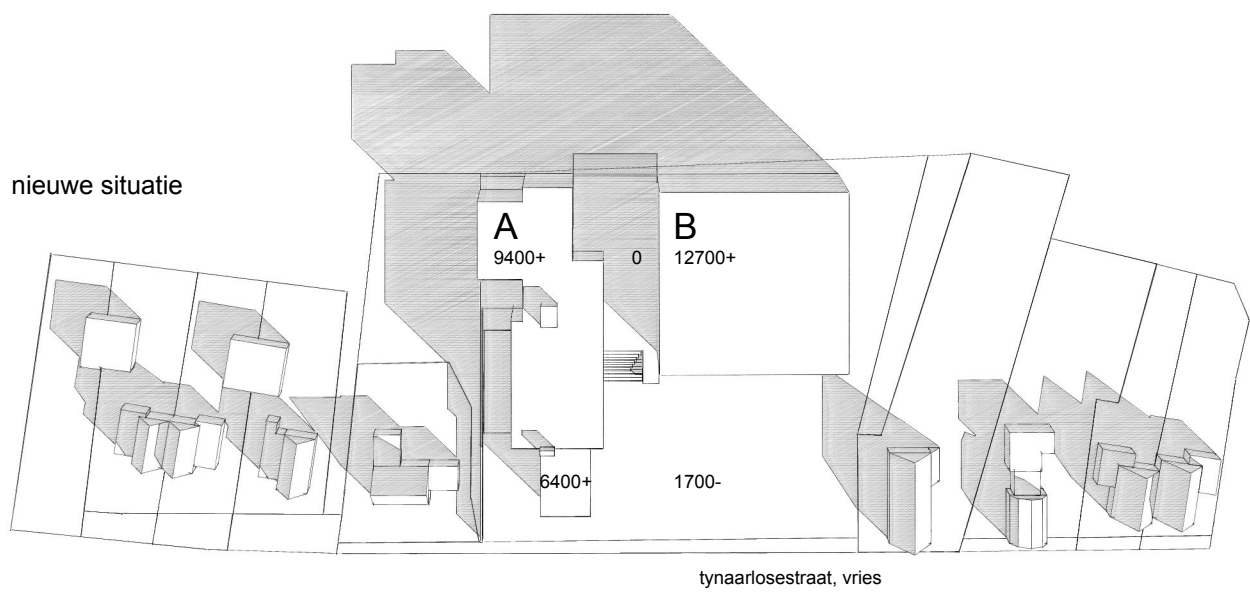 nieuwe situatie
A
B
9400+
0
12700+
6400+
1700-
tynaarlosestraat, vries